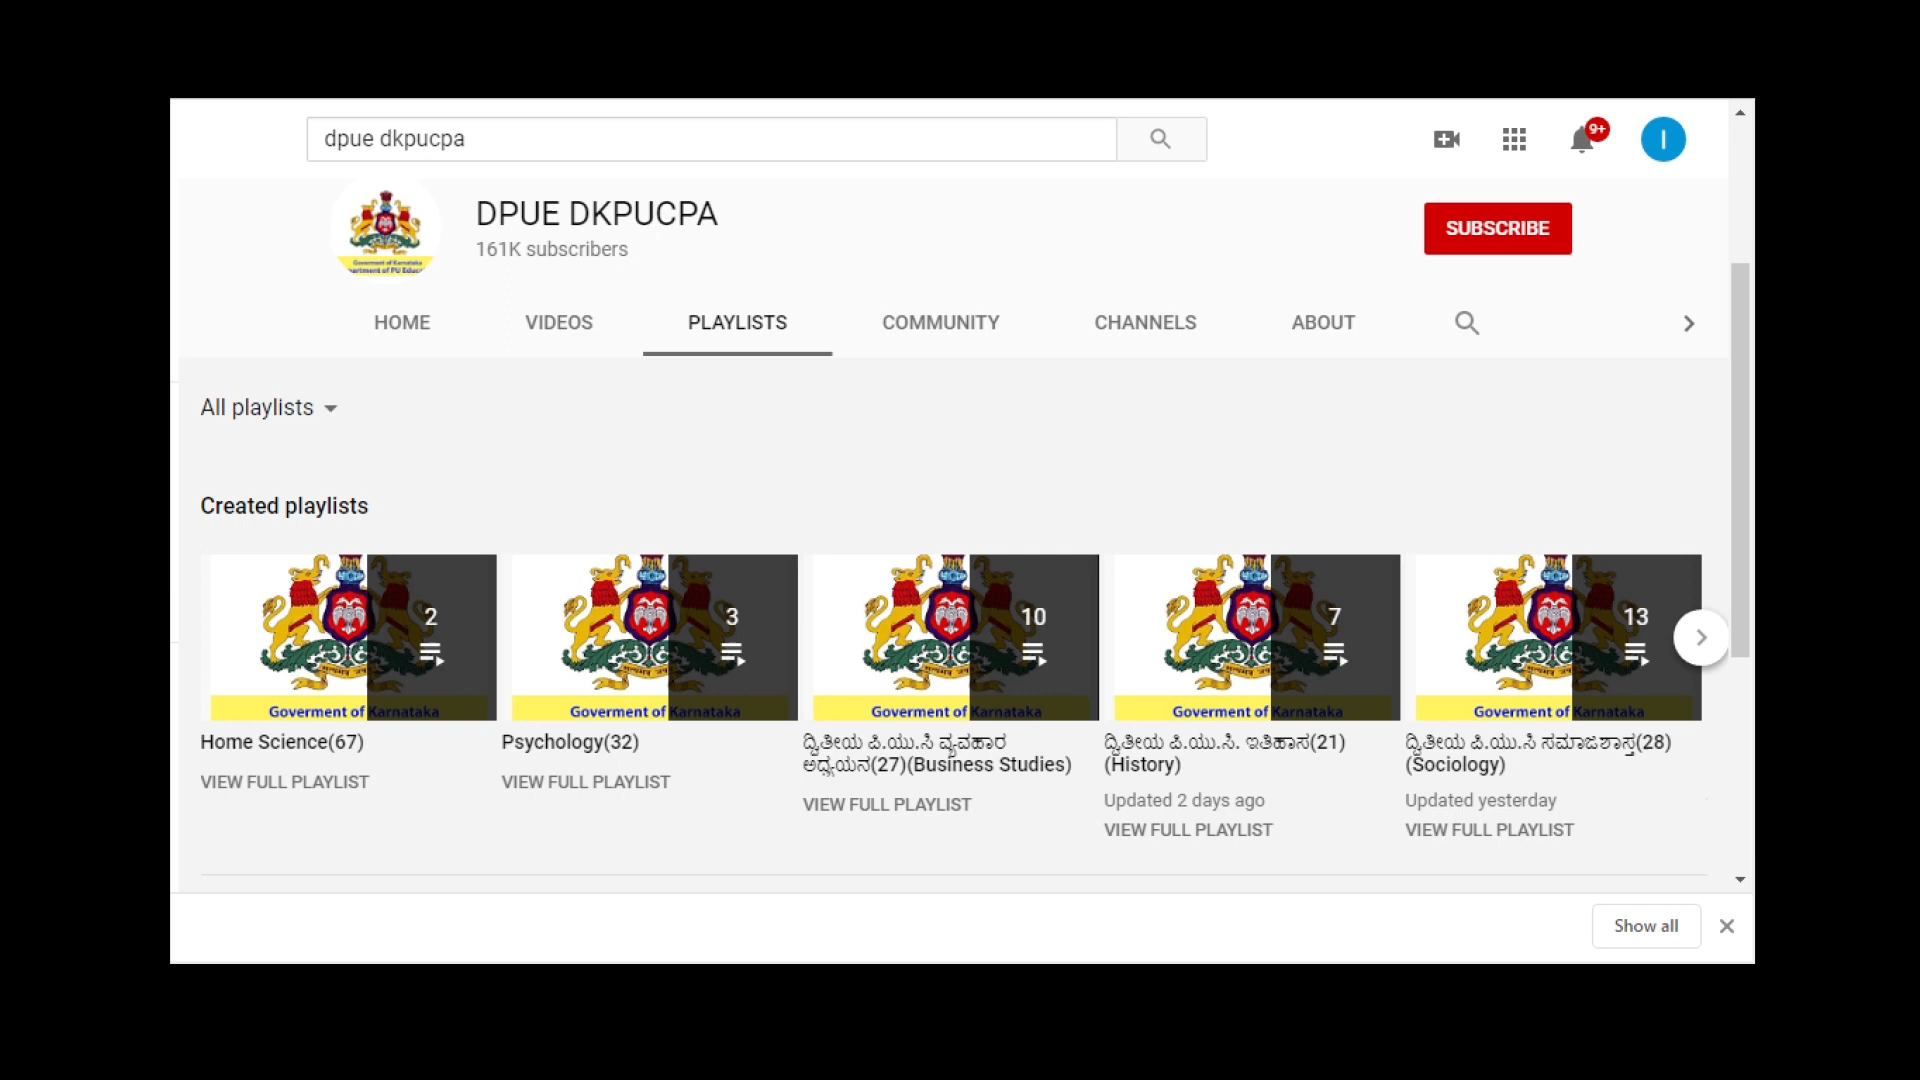 dpue dkpucpa
9+
I
DPUE DKPUCPA
161K subscribers
Goverment of Karnataka
SUBSCRIBE
HOME VIDEOS PLAYLISTS COMMUNITY CHANNELS ABOUT
All playlists
Created playlists
2 3 10 7 13
Goverment of Karnataka Goverment of Karnataka Goverment of Karnataka Goverment of Karnataka Goverment of Karnataka
Home Science(67)
VIEW FULL PLAYLIST
Psychology(32)
VIEW FULL PLAYLIST
ದ್ವಿತೀಯ ಪಿ.ಯು.ಸಿ ವ್ಯವಹಾರ
ಅಧ್ಯಯನ(27)(Business Studies)
VIEW FULL PLAYLIST
ದ್ವಿತೀಯ ಪಿ.ಯು.ಸಿ. ಇತಿಹಾಸ(21)
(History)
Updated 2 days ago
VIEW FULL PLAYLIST
ದ್ವಿತೀಯ ಪಿ.ಯು.ಸಿ ಸಮಾಜಶಾಸ್ತ್ರ(28)
(Sociology)
Updated yesterday
VIEW FULL PLAYLIST
Show all